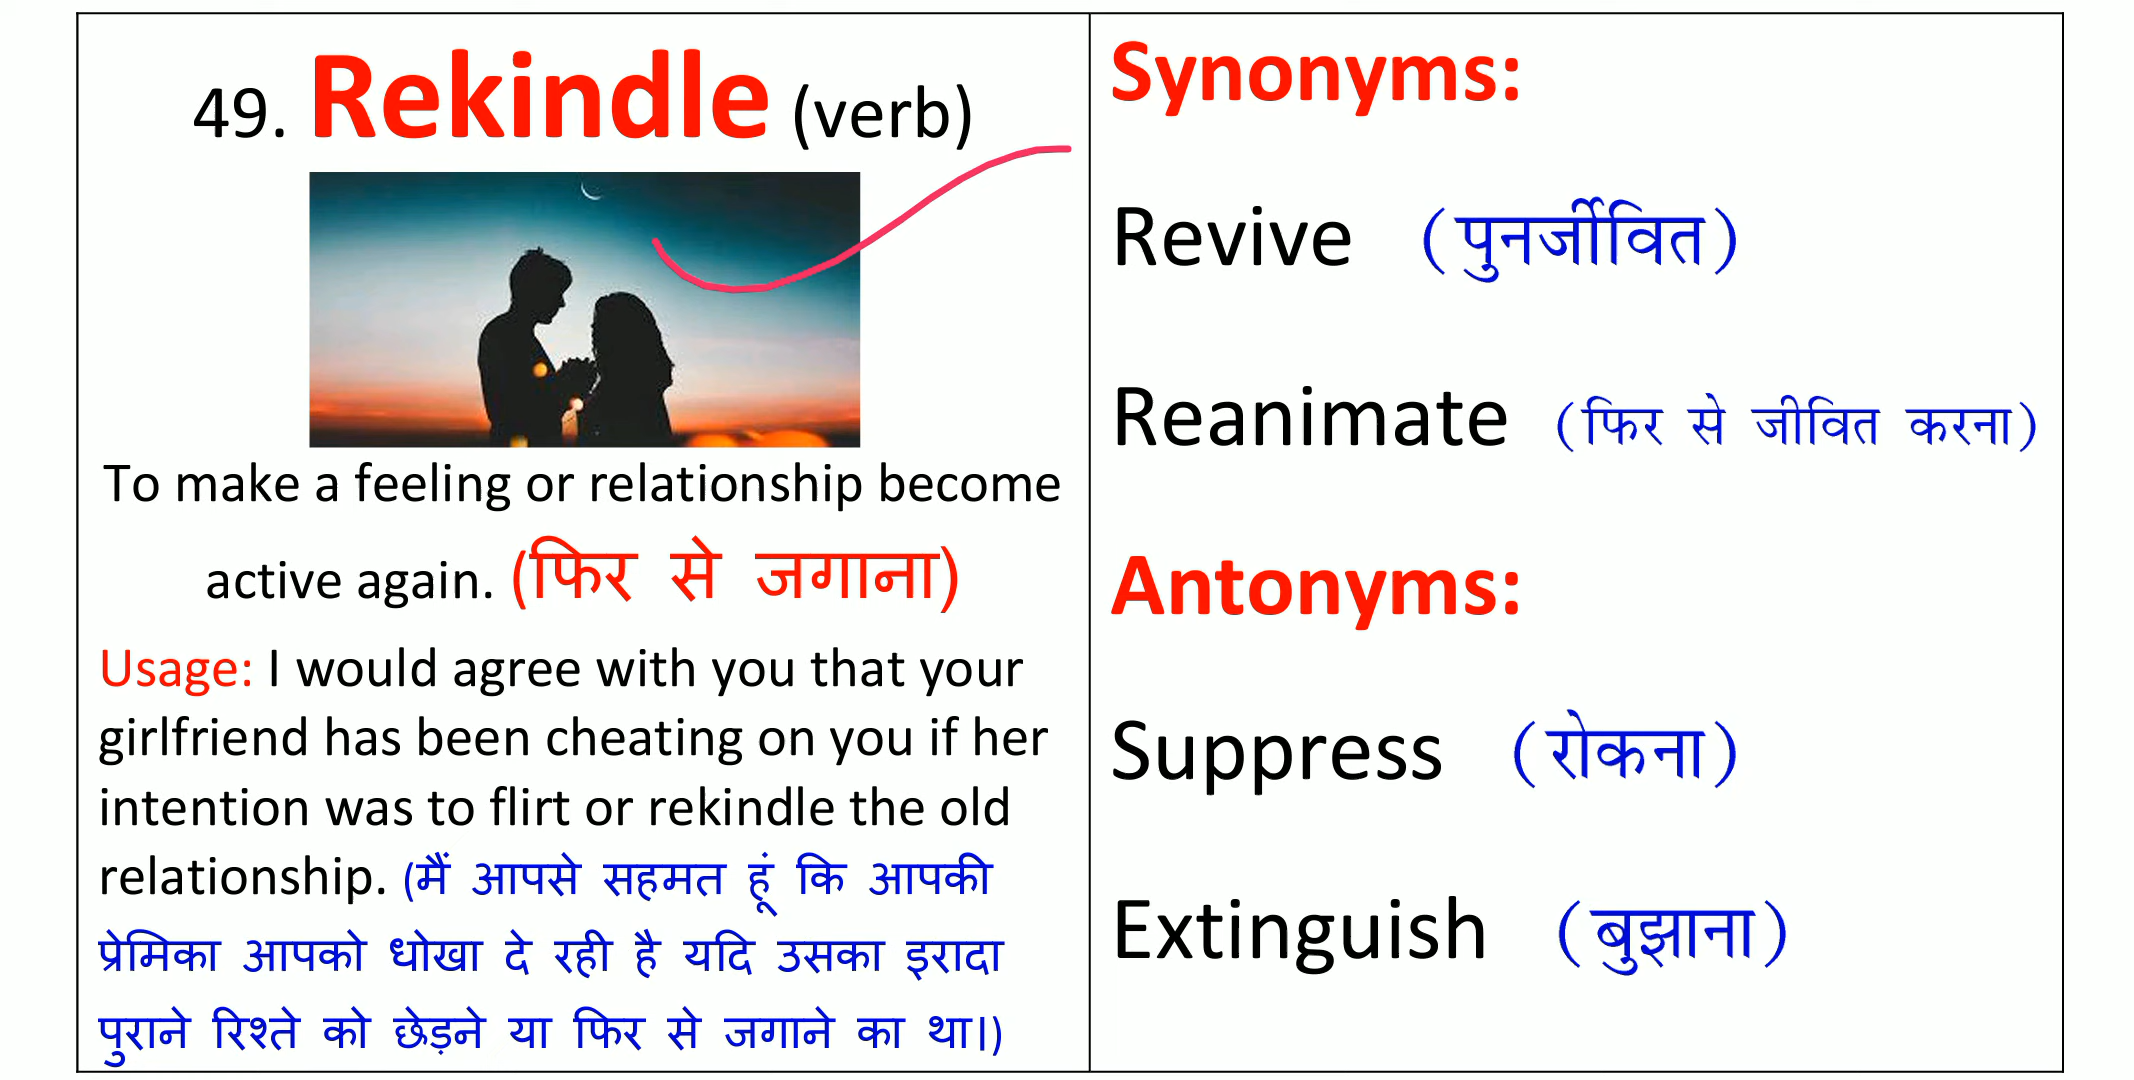 49. Rekindle (verb)
To make a feeling or relationship become
active again. (फिर से जगाना)
Usage: I would agree with you that your
girlfriend has been cheating on you if her
intention was to flirt or rekindle the old
relationship. (मैं आपसे सहमत हूं कि आपकी
प्रेमिका आपको धोखा दे रही है यदि उसका इरादा
पुराने रिश्ते को छेड़ने या फिर से जगाने का था।)
Synonyms:
Revive (पुनर्जीवित)
Reanimate (फिर से जीवित करना)
Antonyms:
Suppress (रोकना)
Extinguish (बुझाना)